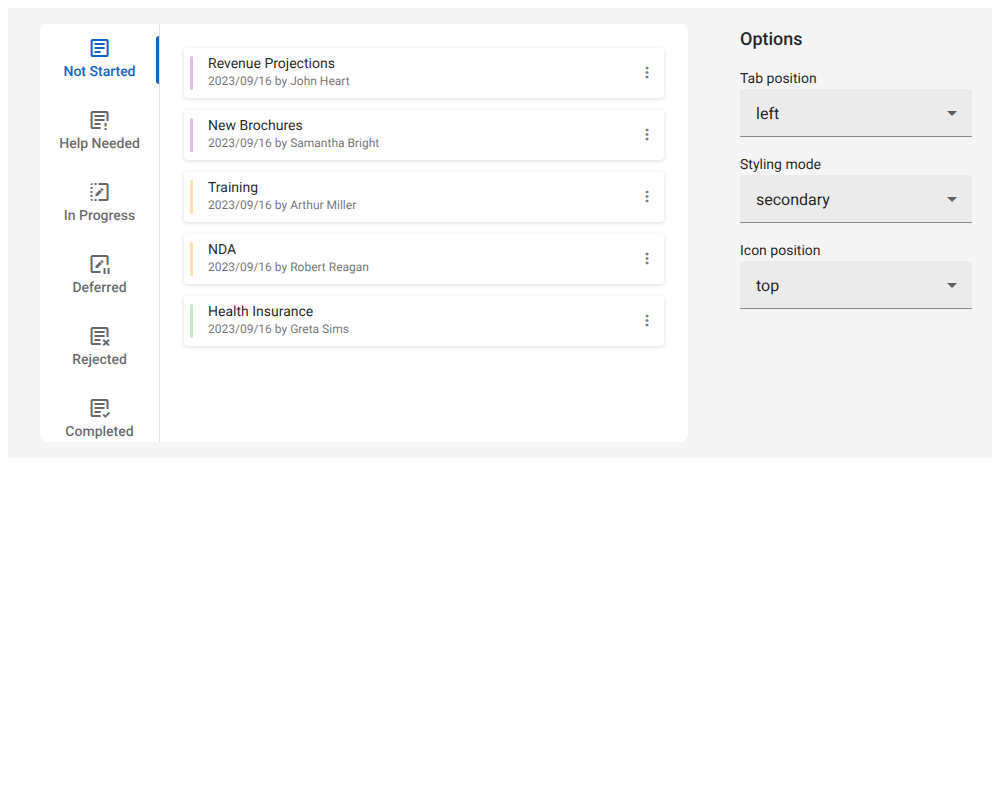 Not Started
Help Needed
In Progress
Deferred
Rejected
Completed
Revenue Projections
2023/09/16 by John Heart
New Brochures
2023/09/16 by Samantha Bright
Training
2023/09/16 by Arthur Miller
NDA
2023/09/16 by Robert Reagan
Health Insurance
2023/09/16 by Greta Sims
Options
Tab position
left
Styling mode
secondary
Icon position
top